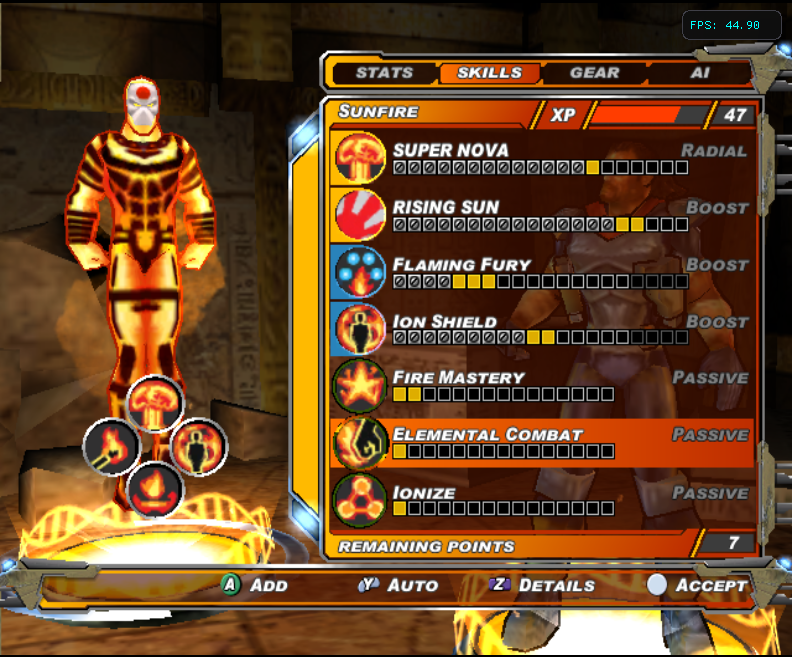 FPS: 44.90
STATS SKILLS GEAR AI
SUNFIRE XP 47
SUPER NOVA RADIAL
RISING SUN BOOST
FLAMING FURY BOOST
ION SHIELD BOOST
FIRE MASTERY PASSIVE
ELEMENTAL COMBAT PASSIVE
IONIZE PASSIVE
REMAINING POINTS 7
A ADD Y AUTO Z DETAILS ACCEPT